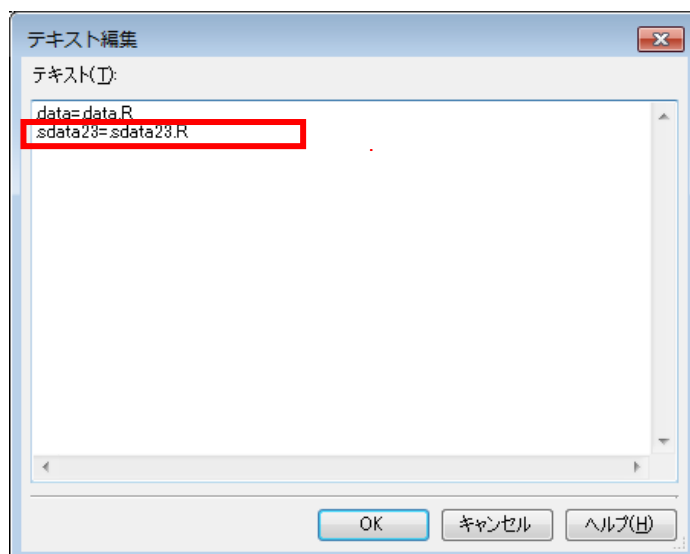 テキスト編集
テキスト(T):
.data=.data.R
.sdata23=.sdata23.R
OK
キャンセル
ヘルプ(H)